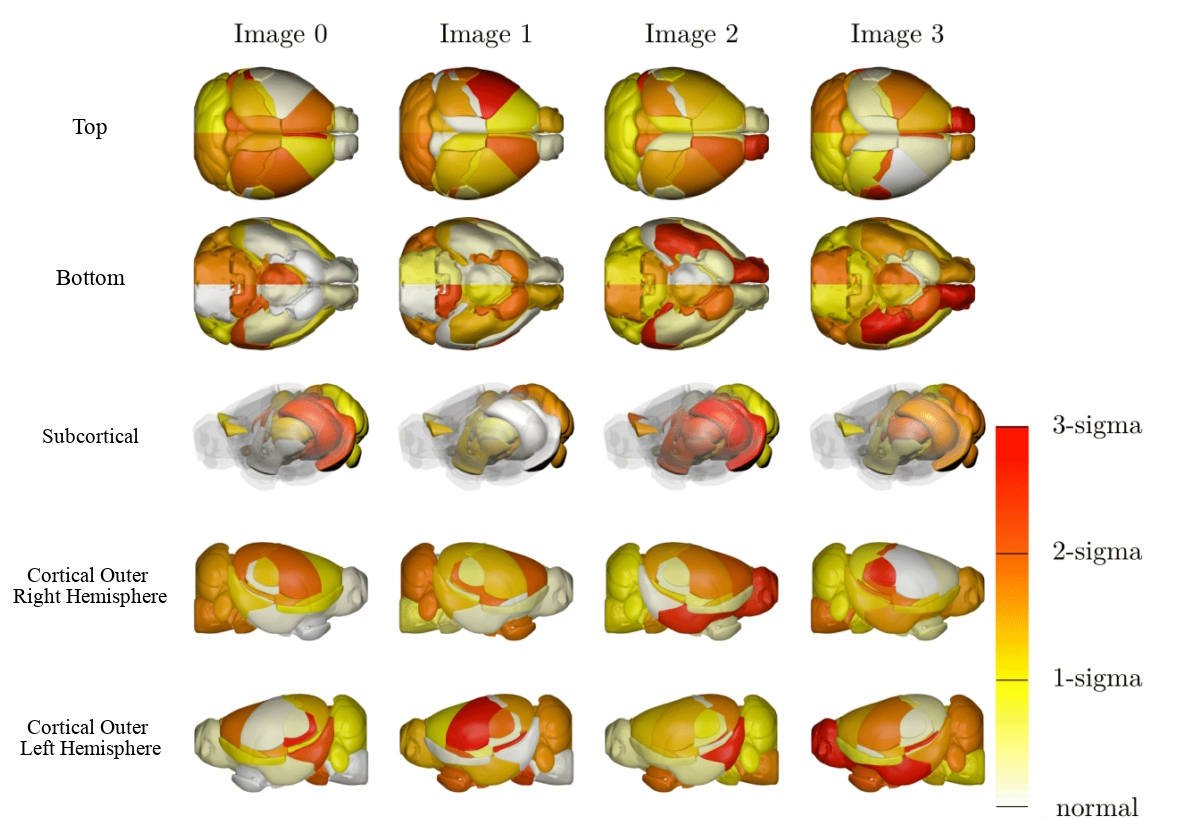 Image 0
Image 1
Image 2
Image 3
Top
Bottom
Subcortical
3-sigma
2-sigma
Cortical Outer
Right Hemisphere
1-sigma
Cortical Outer
Left Hemisphere
normal